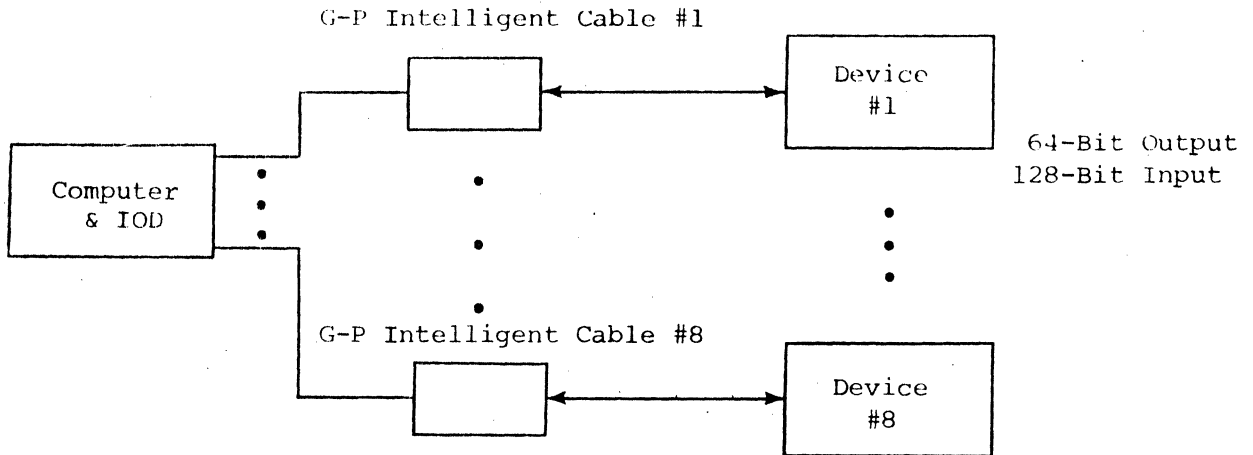 G-P Intelligent Cable #1
Device
#1
64-Bit Output
128-Bit Input
Computer
& IOD
G-P Intelligent Cable #8
Device
#8